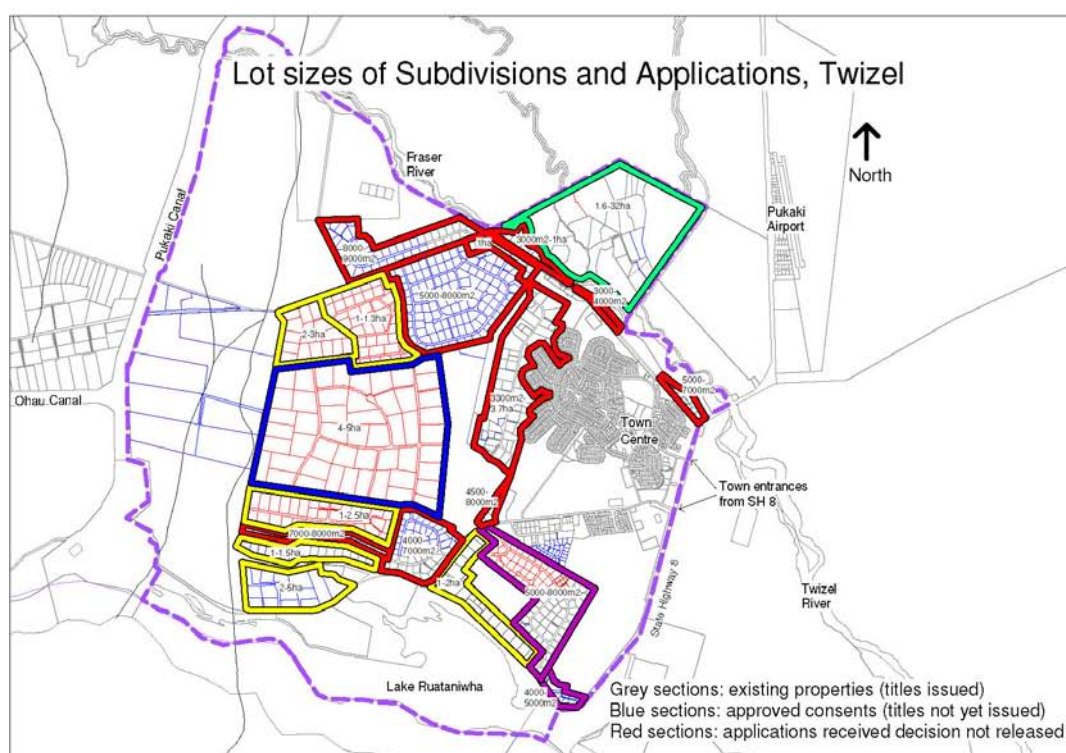 Lot sizes of Subdivisions and Applications, Twizel
North
Fraser
River
Pukaki Canal
Pukaki
Airport
1.6-32ha
3000m2-1ha
1ha
8000-
9000m2
5000-8000m2
3000-
4000m2
1-1.3ha
2-3ha
5000-
7000m2
3300m2-
3.7ha
Ohau Canal
4-5ha
Town
Centre
4500-
8000m2
Town entrances
from SH 8
1-2.5ha
7000-8000m2
4000-
7000m2
1-1.5ha
2-5ha
1-2ha
5000-8000m2
State Highway 8
Twizel
River
Lake Ruataniwha
4000-
5000m2
Grey sections: existing properties (titles issued)
Blue sections: approved consents (titles not yet issued)
Red sections: applications received decision not released